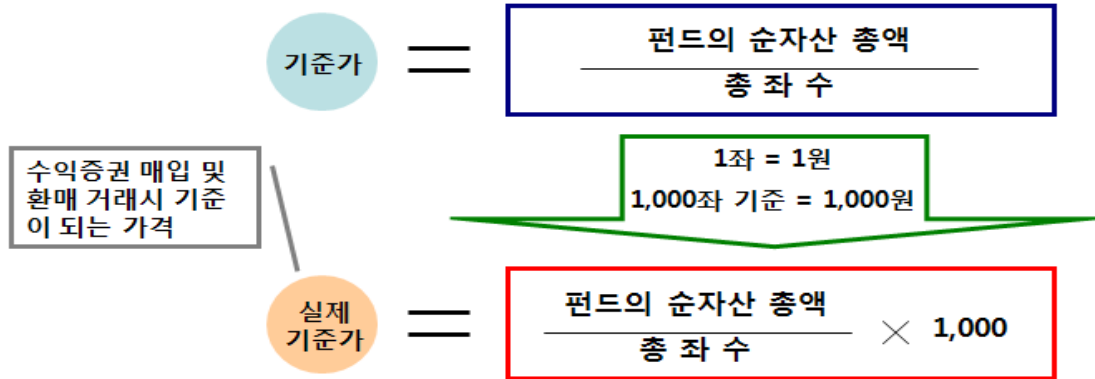 기준가
펀드의 순자산 총액
총 좌 수
1좌 = 1원
1,000좌 기준 = 1,000원
수익증권 매입 및
환매 거래시 기준
이 되는 가격
실제
기준가
펀드의 순자산 총액
총 좌 수
× 1,000